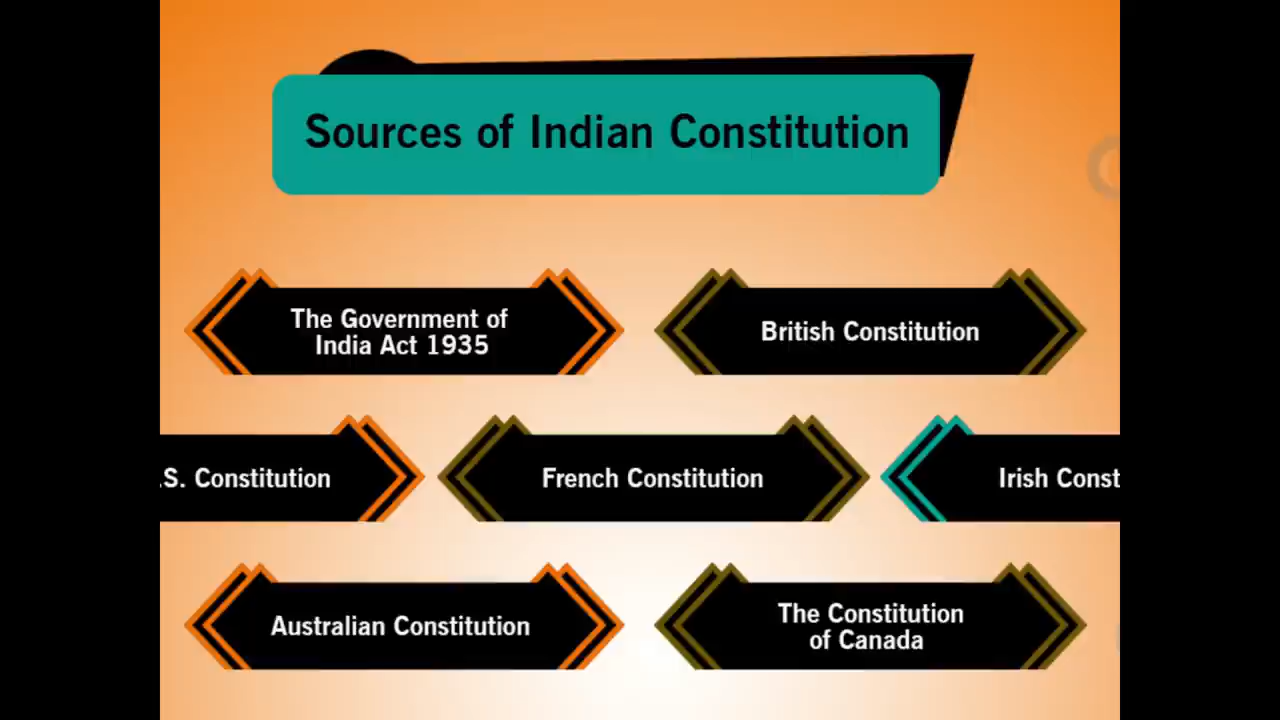 Sources of Indian Constitution
The Government of
India Act 1935
British Constitution
.S. Constitution
French Constitution
Irish Const
Australian Constitution
The Constitution
of Canada